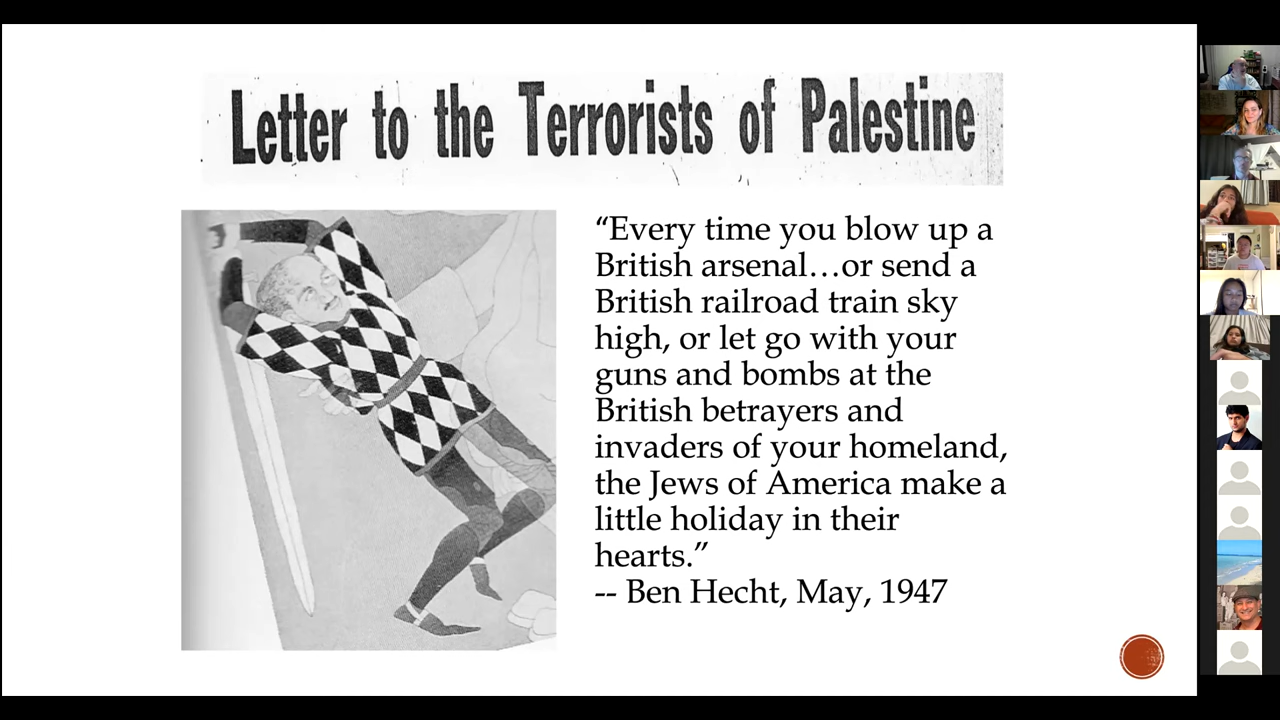 Letter to the Terrorists of Palestine
“Every time you blow up a
British arsenal…or send a
British railroad train sky
high, or let go with your
guns and bombs at the
British betrayers and
invaders of your homeland,
the Jews of America make a
little holiday in their
hearts.”
-- Ben Hecht, May, 1947